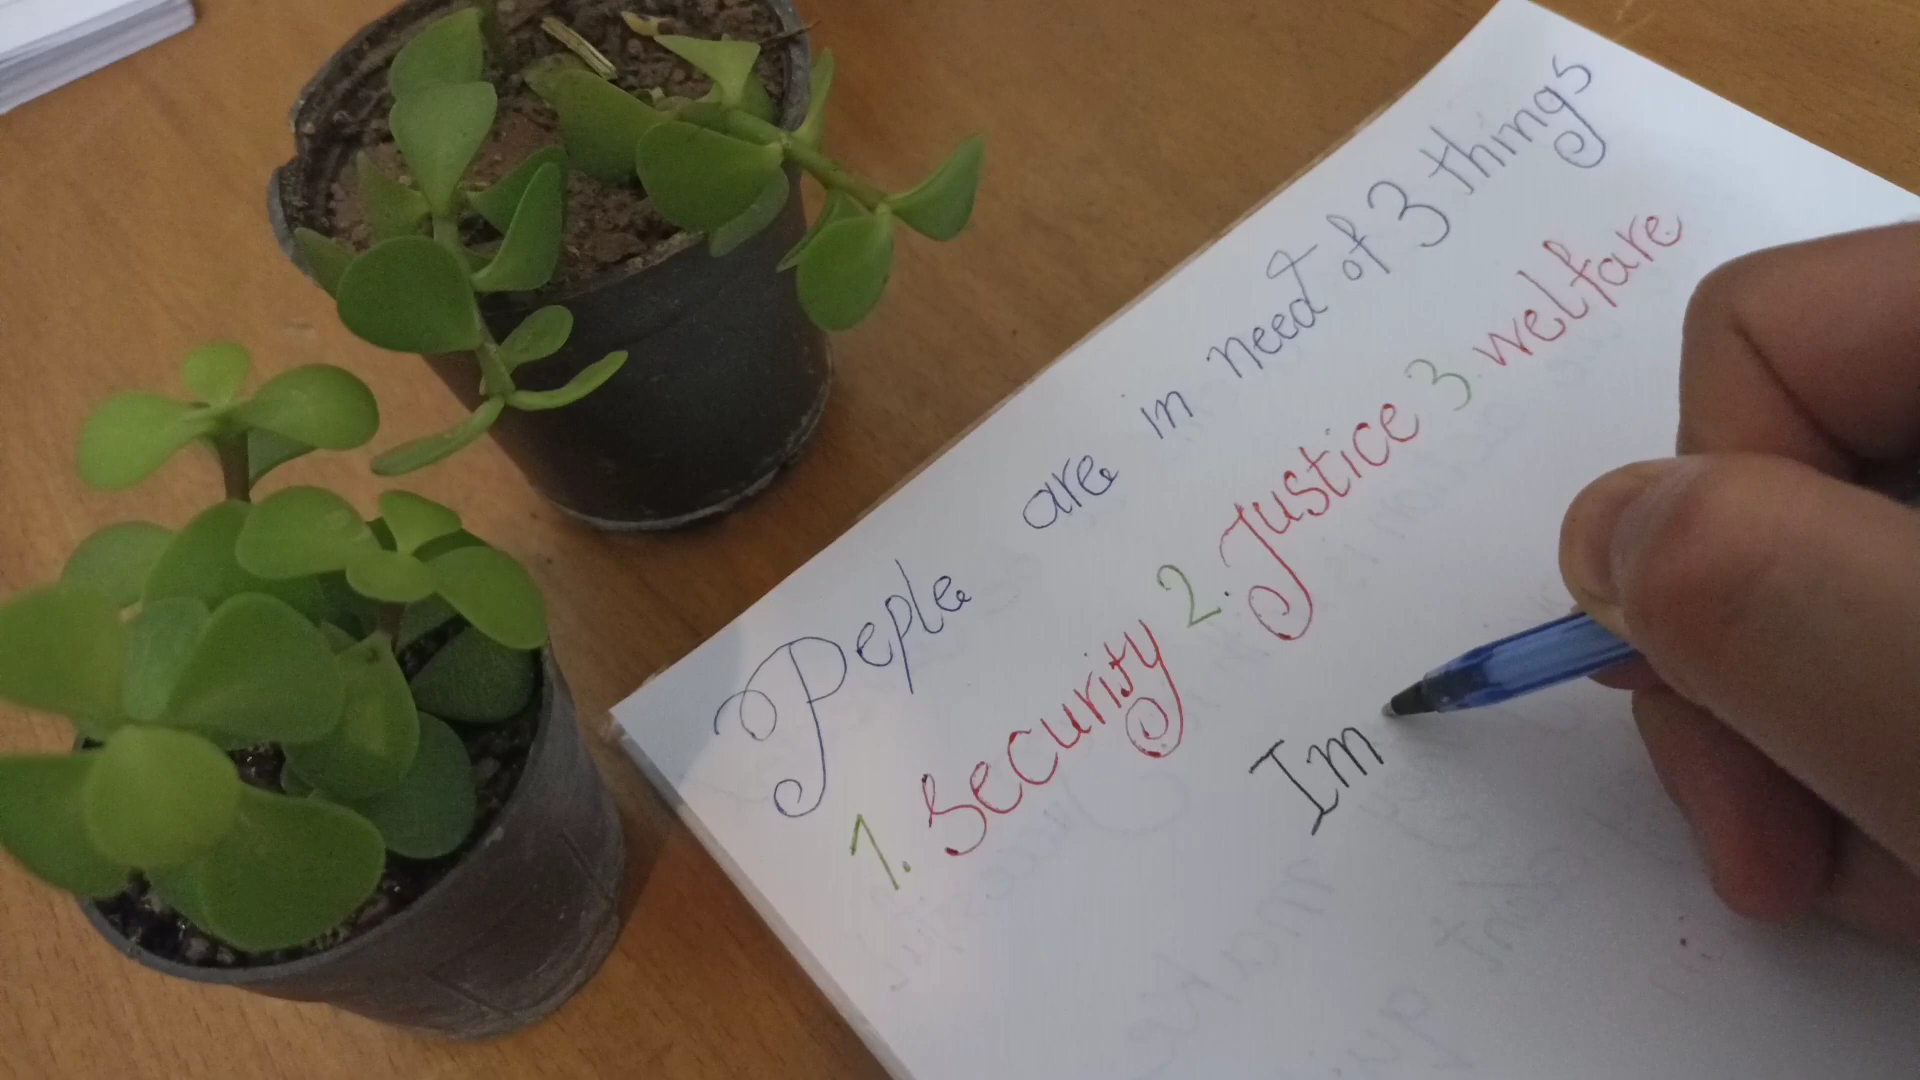 Peple are in need of 3 things
1. Security 2. Justice 3. welfare
Im